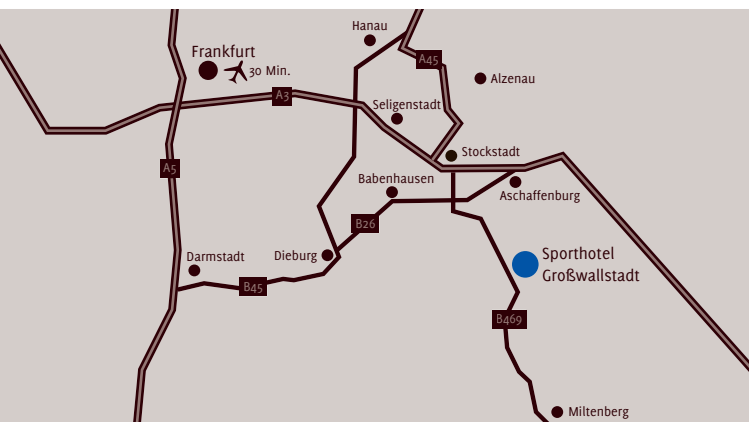 Hanau
Frankfurt
A45
30 Min.
Alzenau
A3
Seligenstadt
Stockstadt
A5
Babenhausen
Aschaffenburg
B26
Darmstadt
Dieburg
Sporthotel
Großwallstadt
B45
B469
Miltenberg